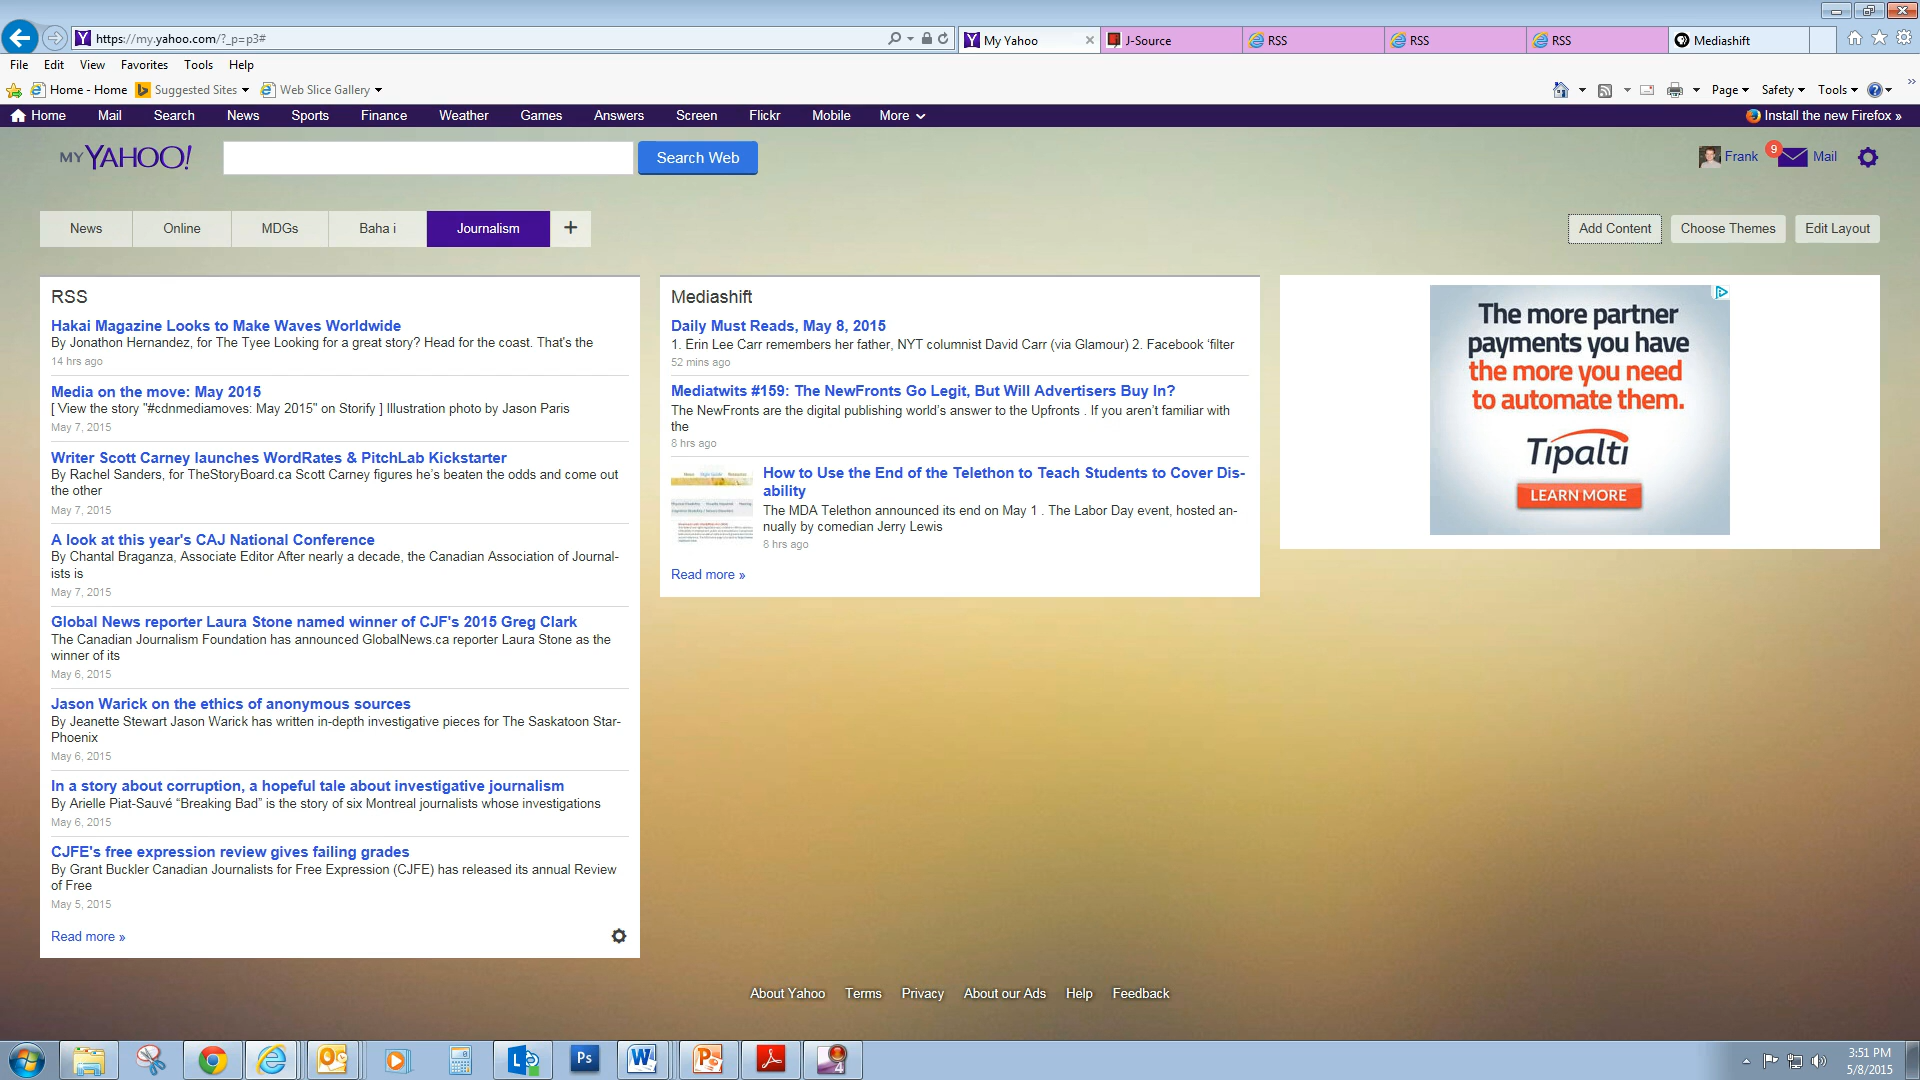 https://my.yahoo.com/?_p=p3#
My Yahoo
J-Source
RSS
RSS
RSS
Mediashift
File Edit View Favorites Tools Help
Home - Home Suggested Sites Web Slice Gallery
Page Safety Tools
Home Mail Search News Sports Finance Weather Games Answers Screen Flickr Mobile More
Install the new Firefox »
MY YAHOO!
Search Web
Frank 9 Mail
News Online MDGs Baha i Journalism +
Add Content Choose Themes Edit Layout
RSS
Hakai Magazine Looks to Make Waves Worldwide
By Jonathon Hernandez, for The Tyee Looking for a great story? Head for the coast. That's the
14 hrs ago
Media on the move: May 2015
[ View the story "#cdnmediamoves: May 2015" on Storify ] Illustration photo by Jason Paris
May 7, 2015
Writer Scott Carney launches WordRates & PitchLab Kickstarter
By Rachel Sanders, for TheStoryBoard.ca Scott Carney figures he’s beaten the odds and come out
the other
May 7, 2015
A look at this year's CAJ National Conference
By Chantal Braganza, Associate Editor After nearly a decade, the Canadian Association of Journal-
ists is
May 7, 2015
Global News reporter Laura Stone named winner of CJF's 2015 Greg Clark
The Canadian Journalism Foundation has announced GlobalNews.ca reporter Laura Stone as the
winner of its
May 6, 2015
Jason Warick on the ethics of anonymous sources
By Jeanette Stewart Jason Warick has written in-depth investigative pieces for The Saskatoon Star-
Phoenix
May 6, 2015
In a story about corruption, a hopeful tale about investigative journalism
By Arielle Piat-Sauvé “Breaking Bad” is the story of six Montreal journalists whose investigations
May 6, 2015
CJFE's free expression review gives failing grades
By Grant Buckler Canadian Journalists for Free Expression (CJFE) has released its annual Review
of Free
May 5, 2015
Read more »
Mediashift
Daily Must Reads, May 8, 2015
1. Erin Lee Carr remembers her father, NYT columnist David Carr (via Glamour) 2. Facebook ‘filter
52 mins ago
Mediatwits #159: The NewFronts Go Legit, But Will Advertisers Buy In?
The NewFronts are the digital publishing world’s answer to the Upfronts . If you aren’t familiar with
the
8 hrs ago
How to Use the End of the Telethon to Teach Students to Cover Dis-
ability
The MDA Telethon announced its end on May 1 . The Labor Day event, hosted an-
nually by comedian Jerry Lewis
8 hrs ago
Read more »
The more partner
payments you have
the more you need
to automate them.
Tipalti
LEARN MORE
About Yahoo Terms Privacy About our Ads Help Feedback
Ps
4
3:51 PM
5/8/2015